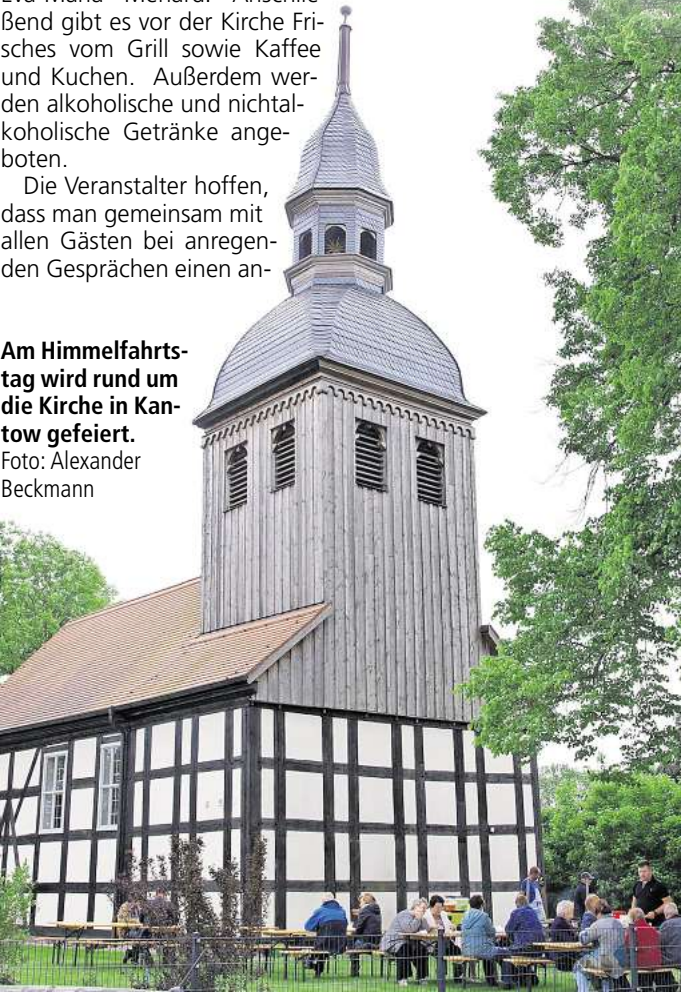 ßend gibt es vor der Kirche Fri-
sches vom Grill sowie Kaffee
und Kuchen. Außerdem wer-
den alkoholische und nichtal-
koholische Getränke ange-
boten.
Die Veranstalter hoffen,
dass man gemeinsam mit
allen Gästen bei anregen-
den Gesprächen einen an-
Am Himmelfahrts-
tag wird rund um
die Kirche in Kan-
tow gefeiert.
Foto: Alexander
Beckmann